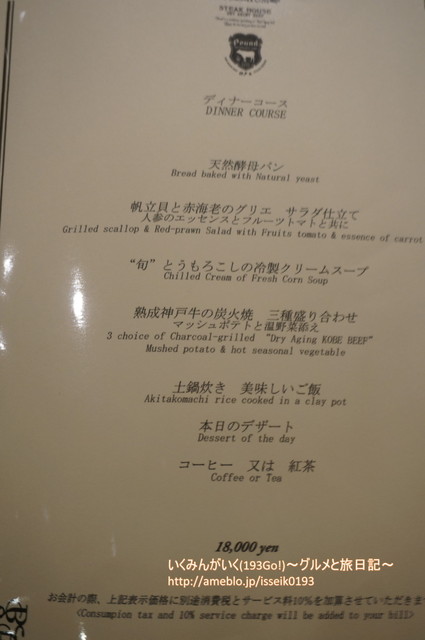 STEAK HOUSE
Pound
ディナーコース
DINNER COURSE
天然酵母パン
Bread baked with Natural yeast
帆立貝と赤海老のグリエ　サラダ仕立て
人参のエッセンスとフルーツトマトと共に
Grilled scallop & Red-prawn Salad with Fruits tomato & essence of carrot
“旬”とうもろこしの冷製クリームスープ
Chilled Cream of Fresh Corn Soup
熟成神戸牛の炭火焼　三種盛り合わせ
マッシュポテトと温野菜添え
3 choice of Charcoal-grilled “Dry Aging KOBE BEEF”
Mushed potato & hot seasonal vegetable
土鍋炊き　美味しいご飯
Akitakomachi rice cooked in a clay pot
本日のデザート
Dessert of the day
コーヒー　又は　紅茶
Coffee or Tea
18,000 yen
いくみんがいく(193Go!)～グルメと旅日記～
http://ameblo.jp/isseik0193
お会計の際、上記表示価格に別途消費税とサービス料10%を加算させていただきま
<Consumpion tax and 10% service charge will be added to your bill>